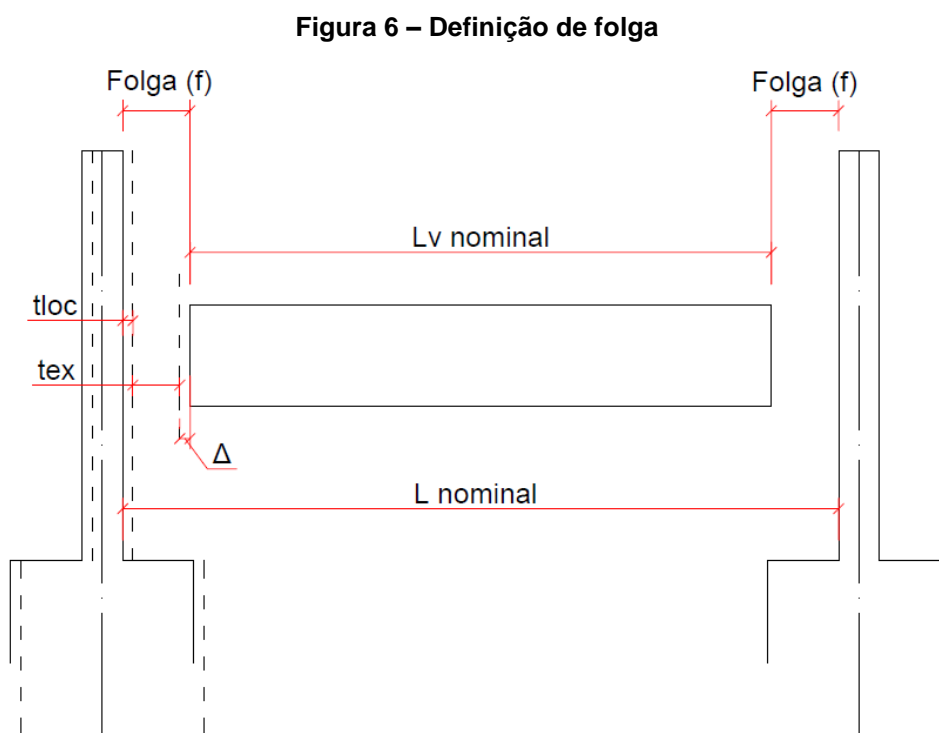 Figura 6 – Definição de folga
Folga (f)
Folga (f)
Lv nominal
tloc
tex
Δ
L nominal